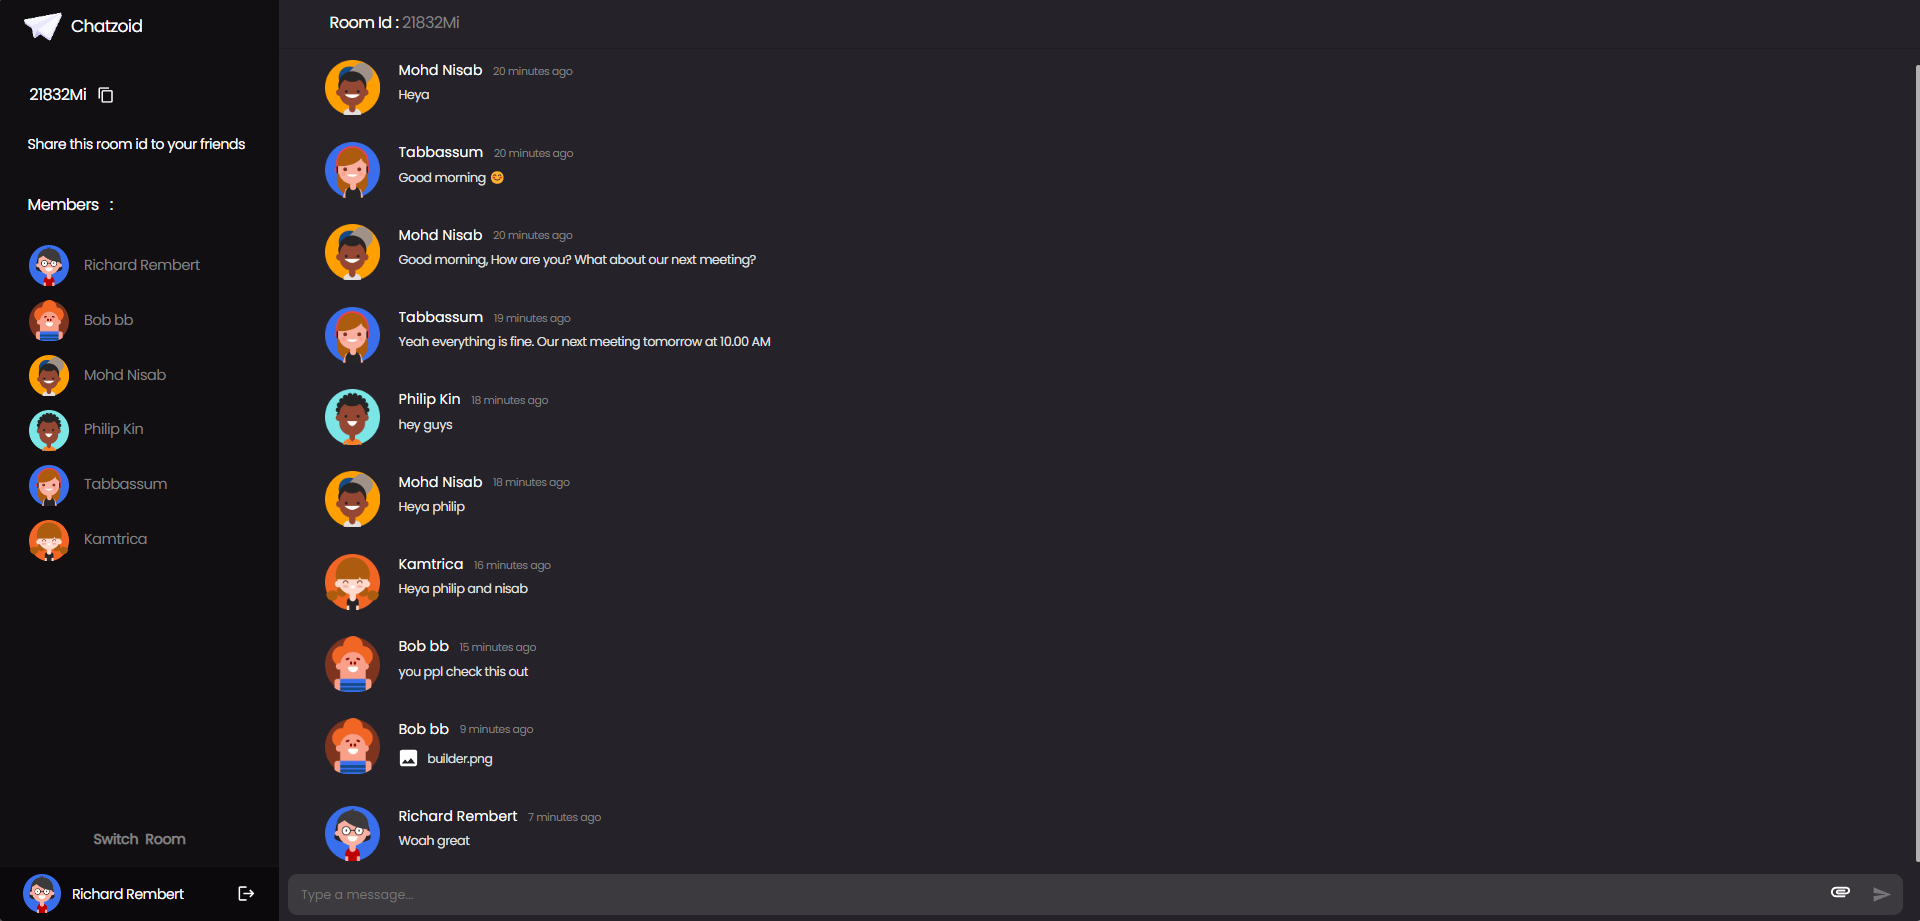 Chatzoid
21832Mi
Share this room id to your friends
Members :
Richard Rembert
Bob bb
Mohd Nisab
Philip Kin
Tabbassum
Kamtrica
Switch Room
Richard Rembert
Room Id : 21832Mi
Mohd Nisab 20 minutes ago
Heya
Tabbassum 20 minutes ago
Good morning 😊
Mohd Nisab 20 minutes ago
Good morning, How are you? What about our next meeting?
Tabbassum 19 minutes ago
Yeah everything is fine. Our next meeting tomorrow at 10.00 AM
Philip Kin 18 minutes ago
hey guys
Mohd Nisab 18 minutes ago
Heya philip
Kamtrica 16 minutes ago
Heya philip and nisab
Bob bb 15 minutes ago
you ppl check this out
Bob bb 9 minutes ago
builder.png
Richard Rembert 7 minutes ago
Woah great
Type a message...